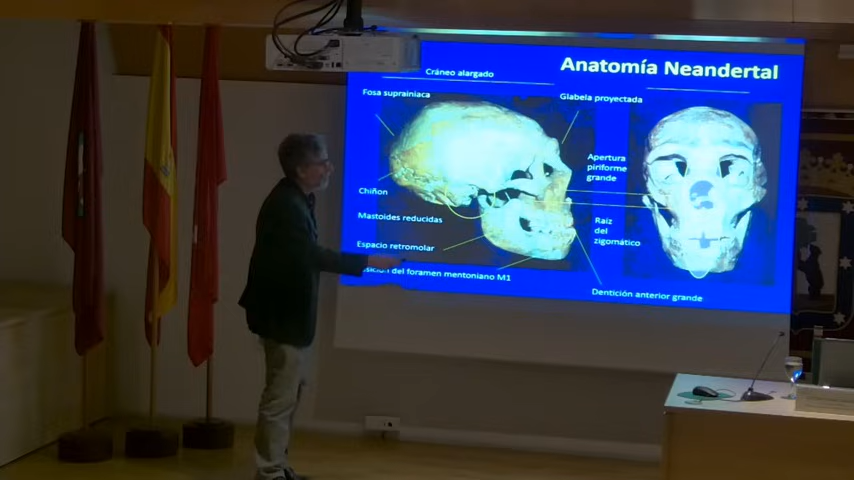 Anatomía Neandertal
Cráneo alargado
Fosa suprainiaca
Glabela proyectada
Apertura
piriforme
grande
Chiñon
Mastoides reducidas
Raíz
del
zigomático
Espacio retromolar
del foramen mentoniano M1
Dentición anterior grande